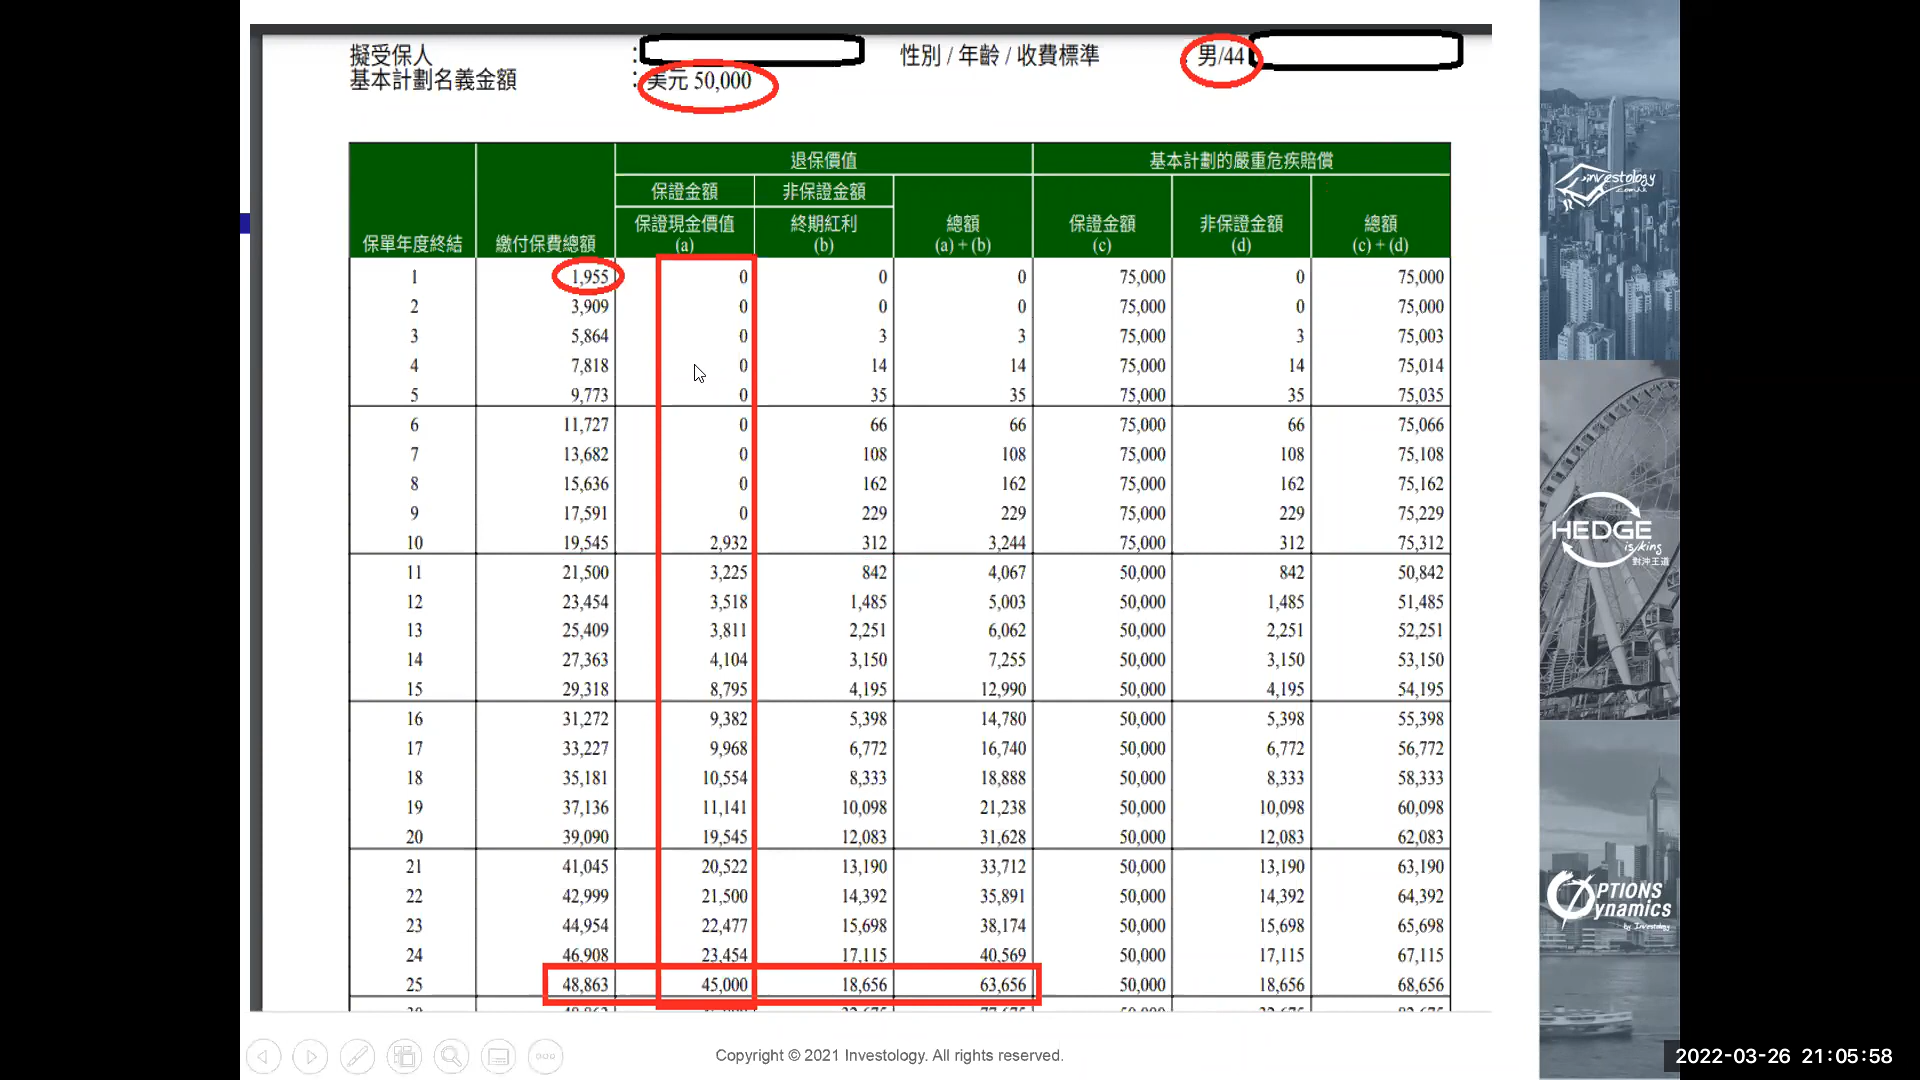 擬受保人 : 性別 / 年齡 / 收費標準 男/44
基本計劃名義金額 : 美元 50,000
退保價值 基本計劃的嚴重危疾賠償
保證金額 非保證金額
保單年度終結 繳付保費總額 保證現金價值 (a) 終期紅利 (b) 總額 (a) + (b) 保證金額 (c) 非保證金額 (d) 總額 (c) + (d)
1 1,955 0 0 0 75,000 0 75,000
2 3,909 0 0 0 75,000 0 75,000
3 5,864 0 3 3 75,000 3 75,003
4 7,818 0 14 14 75,000 14 75,014
5 9,773 0 35 35 75,000 35 75,035
6 11,727 0 66 66 75,000 66 75,066
7 13,682 0 108 108 75,000 108 75,108
8 15,636 0 162 162 75,000 162 75,162
9 17,591 0 229 229 75,000 229 75,229
10 19,545 2,932 312 3,244 75,000 312 75,312
11 21,500 3,225 842 4,067 50,000 842 50,842
12 23,454 3,518 1,485 5,003 50,000 1,485 51,485
13 25,409 3,811 2,251 6,062 50,000 2,251 52,251
14 27,363 4,104 3,150 7,255 50,000 3,150 53,150
15 29,318 8,795 4,195 12,990 50,000 4,195 54,195
16 31,272 9,382 5,398 14,780 50,000 5,398 55,398
17 33,227 9,968 6,772 16,740 50,000 6,772 56,772
18 35,181 10,554 8,333 18,888 50,000 8,333 58,333
19 37,136 11,141 10,098 21,238 50,000 10,098 60,098
20 39,090 19,545 12,083 31,628 50,000 12,083 62,083
21 41,045 20,522 13,190 33,712 50,000 13,190 63,190
22 42,999 21,500 14,392 35,891 50,000 14,392 64,392
23 44,954 22,477 15,698 38,174 50,000 15,698 65,698
24 46,908 23,454 17,115 40,569 50,000 17,115 67,115
25 48,863 45,000 18,656 63,656 50,000 18,656 68,656
Copyright © 2021 Investology. All rights reserved.
investology
.com.hk
HEDGE
is king
對沖王道
OPTIONS
Dynamics
by Investology
2022-03-26 21:05:58